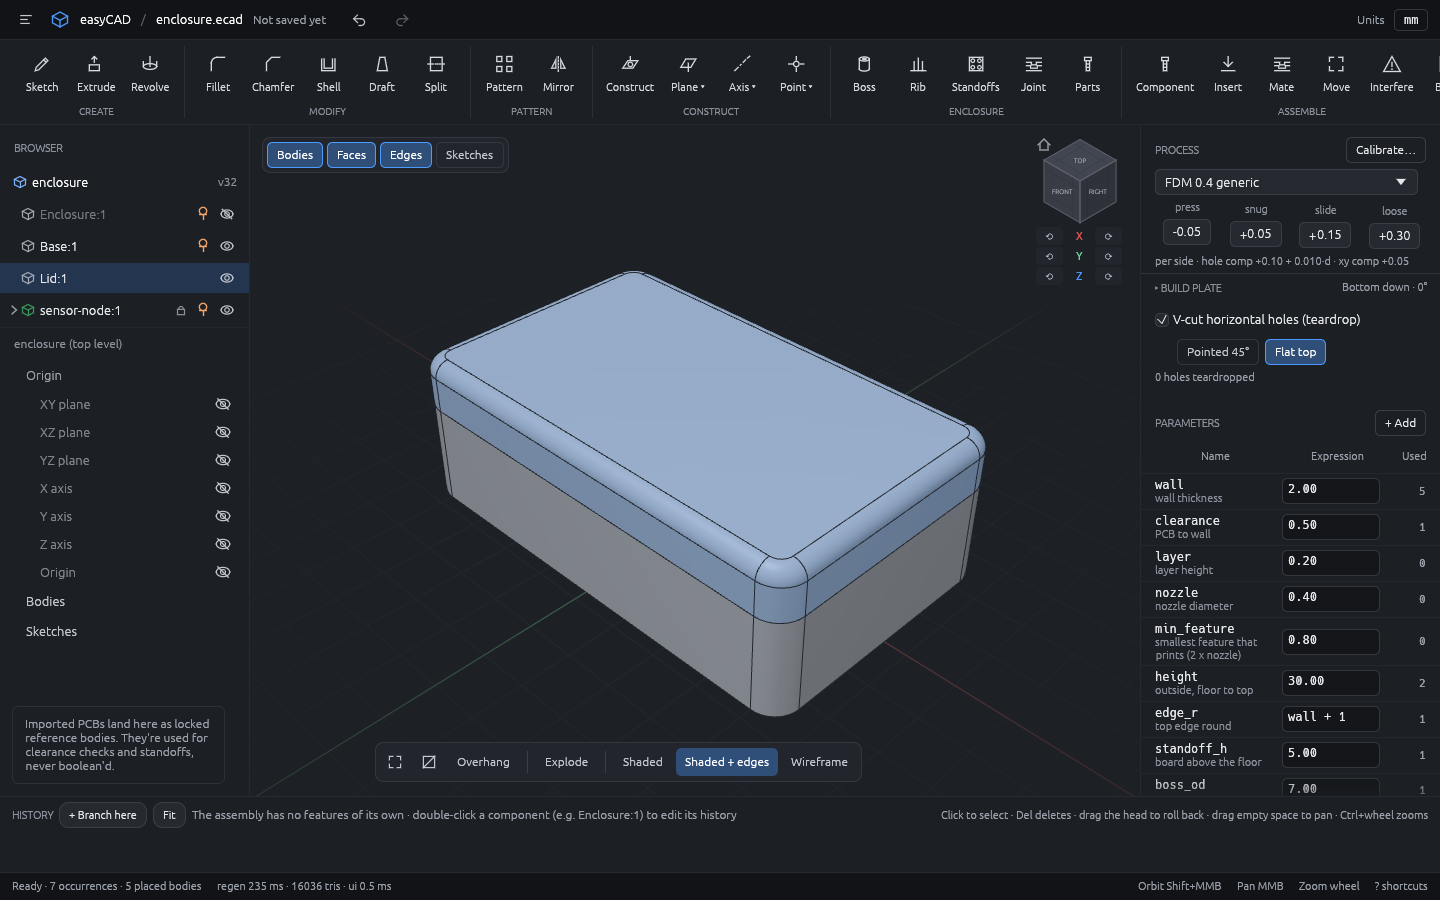 easyCAD / enclosure.ecad Not saved yet
Units mm
Sketch Extrude Revolve
CREATE
Fillet Chamfer Shell Draft Split
MODIFY
Pattern Mirror
PATTERN
Construct Plane Axis Point
CONSTRUCT
Boss Rib Standoffs Joint Parts
ENCLOSURE
Component Insert Mate Move Interfere
ASSEMBLE
BROWSER
enclosure v32
Enclosure:1
Base:1
Lid:1
sensor-node:1
enclosure (top level)
Origin
XY plane
XZ plane
YZ plane
X axis
Y axis
Z axis
Origin
Bodies
Sketches
Imported PCBs land here as locked
reference bodies. They're used for
clearance checks and standoffs,
never boolean'd.
Bodies Faces Edges Sketches
TOP
FRONT RIGHT
X
Y
Z
Overhang Explode Shaded Shaded + edges Wireframe
PROCESS Calibrate...
FDM 0.4 generic
press snug slide loose
-0.05 +0.05 +0.15 +0.30
per side · hole comp +0.10 + 0.010·d · xy comp +0.05
BUILD PLATE Bottom down · 0°
V-cut horizontal holes (teardrop)
Pointed 45° Flat top
0 holes teardropped
PARAMETERS + Add
Name Expression Used
wall 2.00 5
wall thickness
clearance 0.50 1
PCB to wall
layer 0.20 0
layer height
nozzle 0.40 0
nozzle diameter
min_feature 0.80 0
smallest feature that
prints (2 x nozzle)
height 30.00 2
outside, floor to top
edge_r wall + 1 1
top edge round
standoff_h 5.00 1
board above the floor
boss_od 7.00 1
HISTORY + Branch here Fit The assembly has no features of its own · double-click a component (e.g. Enclosure:1) to edit its history
Click to select · Del deletes · drag the head to roll back · drag empty space to pan · Ctrl+wheel zooms
Ready · 7 occurrences · 5 placed bodies regen 235 ms · 16036 tris · ui 0.5 ms
Orbit Shift+MMB Pan MMB Zoom wheel ? shortcuts